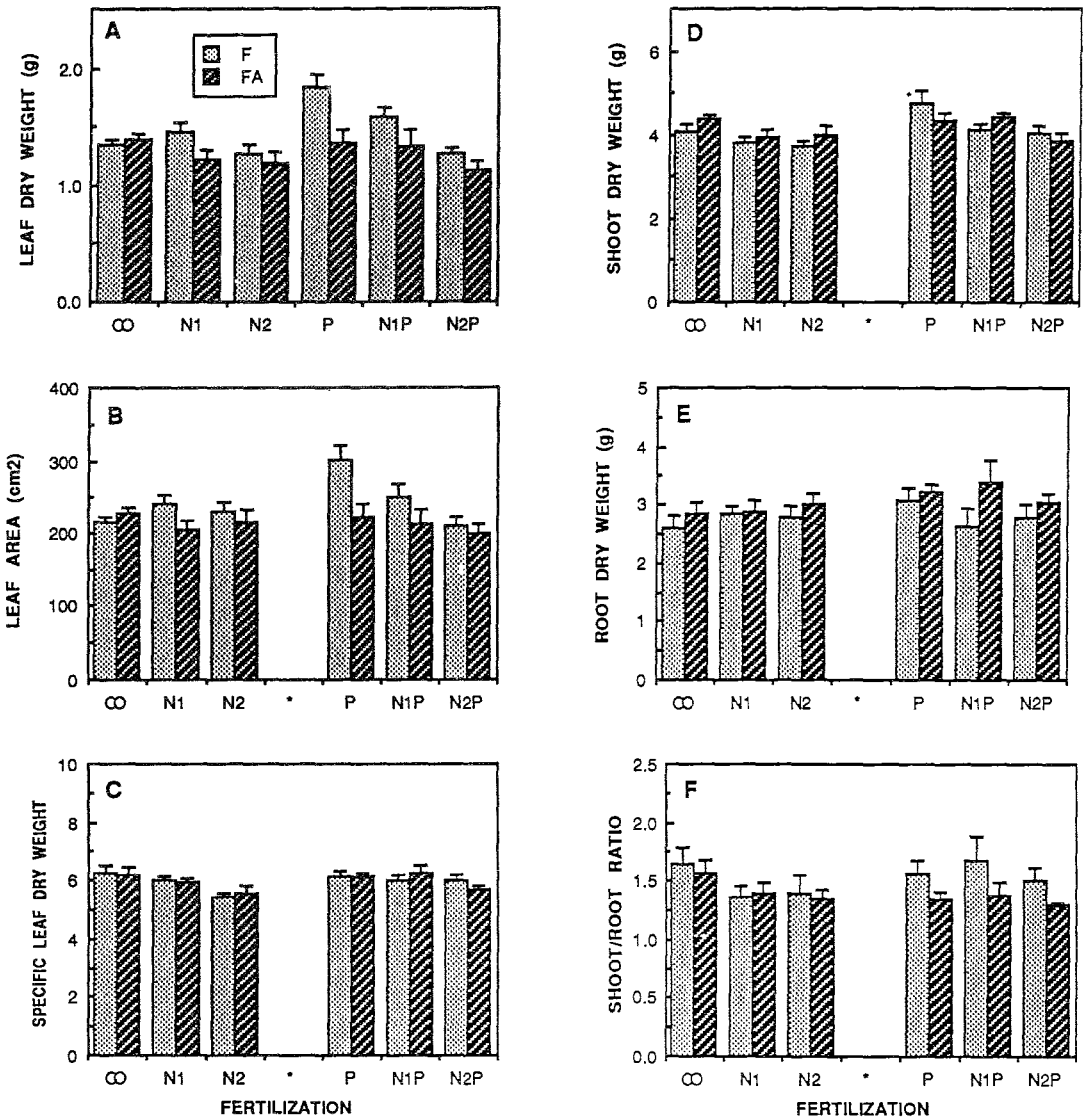 A
F
FA
LEAF DRY WEIGHT (g)
2.0
1.0
0.0
CO N1 N2 P N1P N2P
B
LEAF AREA (cm2)
400
300
200
100
0
CO N1 N2 * P N1P N2P
C
SPECIFIC LEAF DRY WEIGHT
10
8
6
4
2
0
CO N1 N2 * P N1P N2P
FERTILIZATION
D
SHOOT DRY WEIGHT (g)
6
4
2
0
*
CO N1 N2 * P N1P N2P
E
ROOT DRY WEIGHT (g)
5
4
3
2
1
0
CO N1 N2 * P N1P N2P
F
SHOOT/ROOT RATIO
2.5
2.0
1.5
1.0
0.5
0.0
CO N1 N2 * P N1P N2P
FERTILIZATION